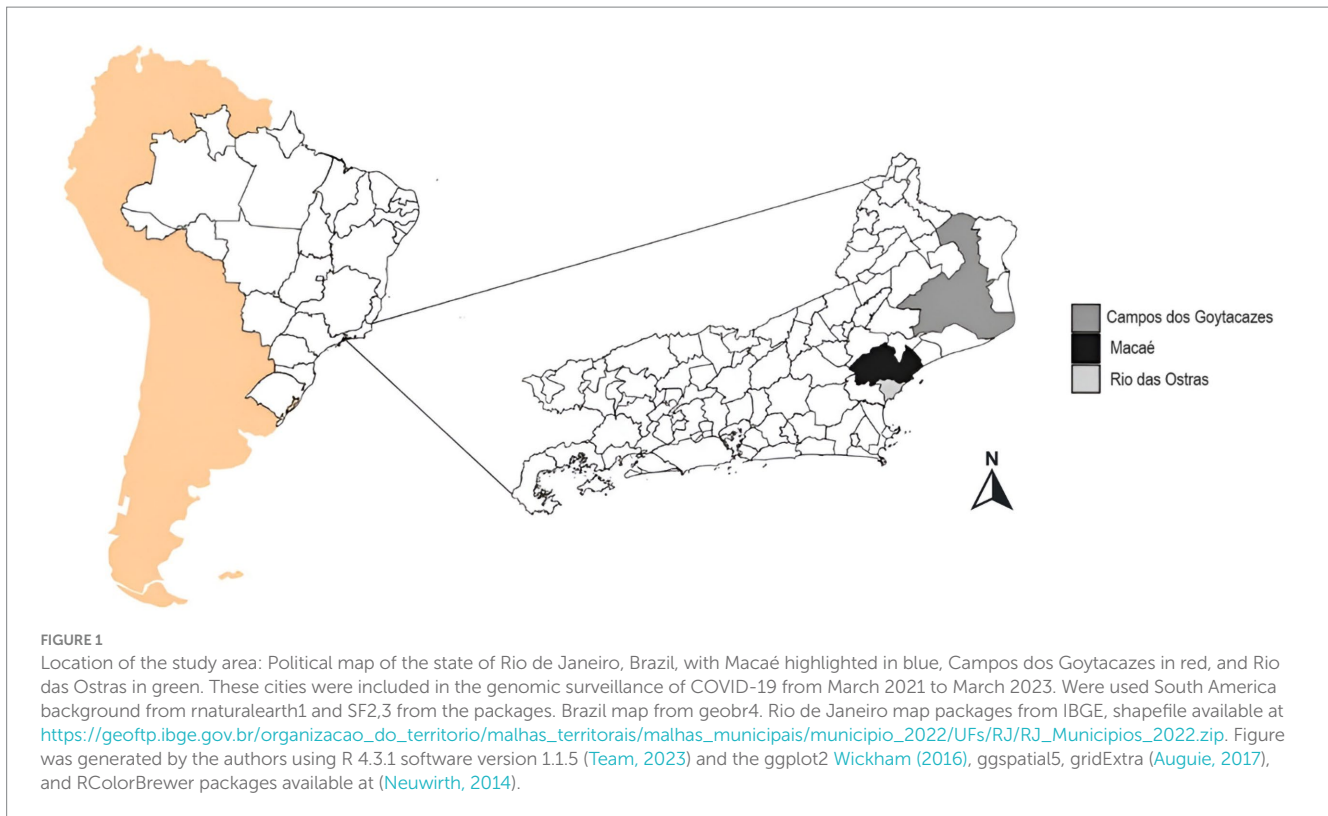 Campos dos Goytacazes
Macaé
Rio das Ostras
N
FIGURE 1
Location of the study area: Political map of the state of Rio de Janeiro, Brazil, with Macaé highlighted in blue, Campos dos Goytacazes in red, and Rio
das Ostras in green. These cities were included in the genomic surveillance of COVID-19 from March 2021 to March 2023. Were used South America
background from rnaturalearth1 and SF2,3 from the packages. Brazil map from geobr4. Rio de Janeiro map packages from IBGE, shapefile available at
https://geoftp.ibge.gov.br/organizacao_do_territorio/malhas_territorais/malhas_municipais/municipio_2022/UFs/RJ/RJ_Municipios_2022.zip. Figure
was generated by the authors using R 4.3.1 software version 1.1.5 (Team, 2023) and the ggplot2 Wickham (2016), ggspatial5, gridExtra (Auguie, 2017),
and RColorBrewer packages available at (Neuwirth, 2014).